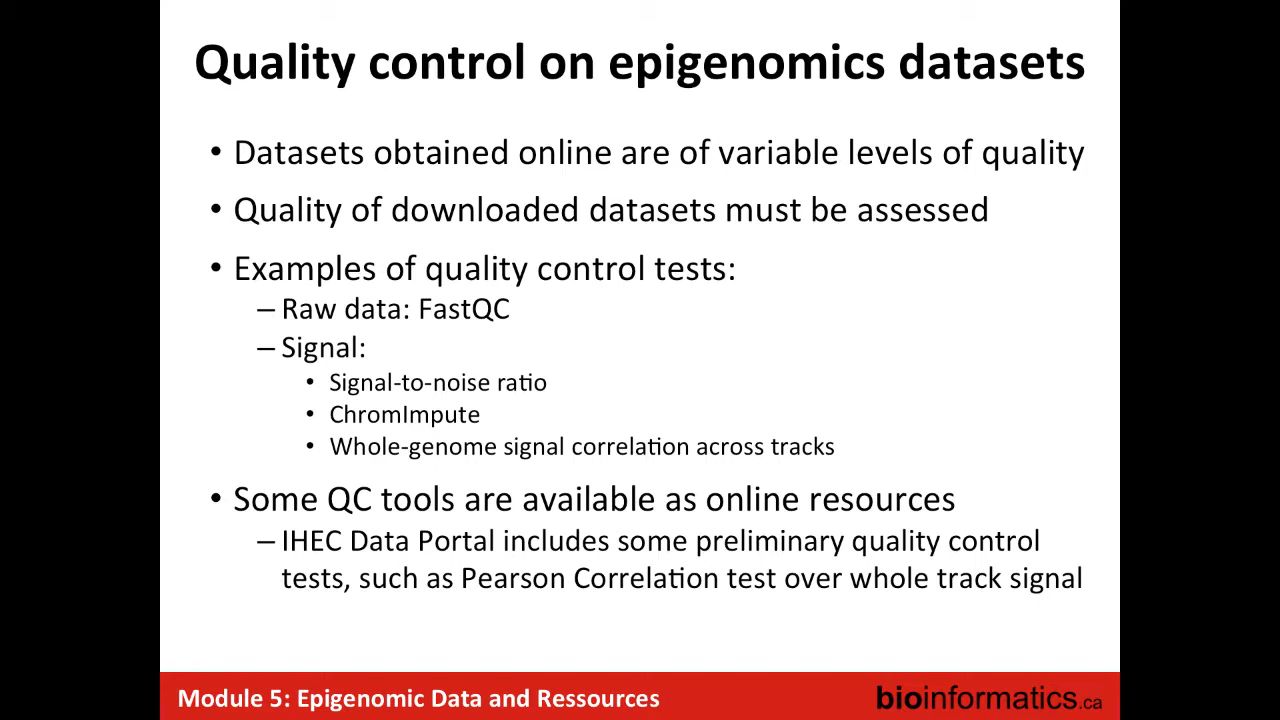 Quality control on epigenomics datasets
• Datasets obtained online are of variable levels of quality
• Quality of downloaded datasets must be assessed
• Examples of quality control tests:
– Raw data: FastQC
– Signal:
• Signal-to-noise ratio
• ChromImpute
• Whole-genome signal correlation across tracks
• Some QC tools are available as online resources
– IHEC Data Portal includes some preliminary quality control
tests, such as Pearson Correlation test over whole track signal
Module 5: Epigenomic Data and Ressources
bioinformatics.ca